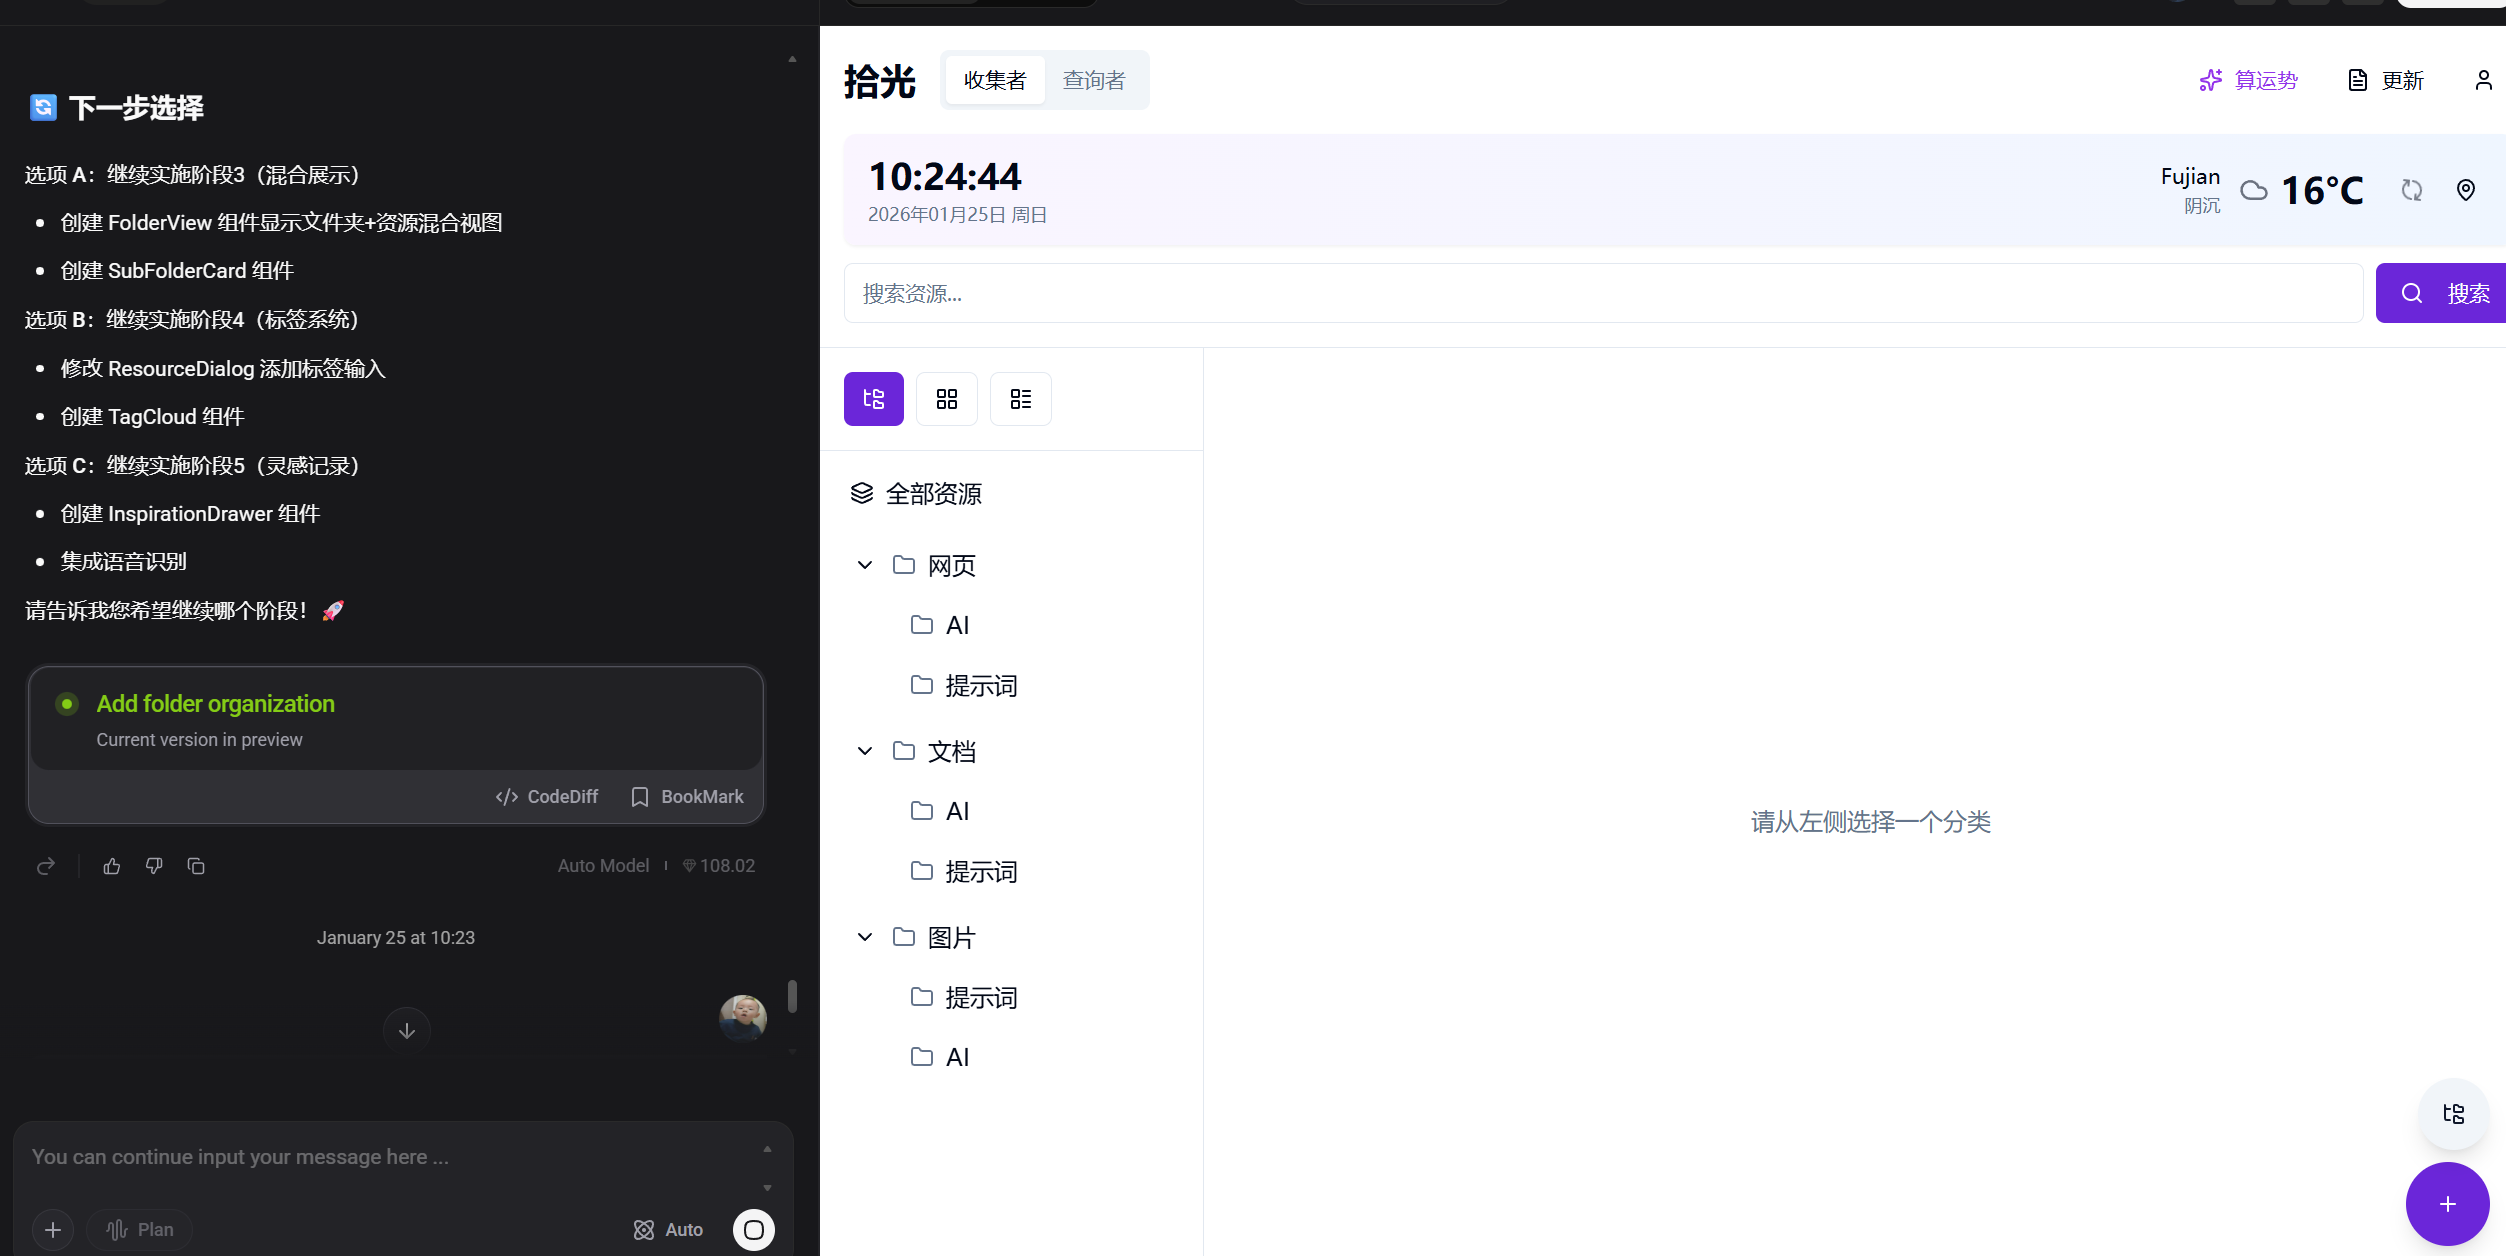 下一步选择
选项 A：继续实施阶段3（混合展示）
创建 FolderView 组件显示文件夹+资源混合视图
创建 SubFolderCard 组件
选项 B：继续实施阶段4（标签系统）
修改 ResourceDialog 添加标签输入
创建 TagCloud 组件
选项 C：继续实施阶段5（灵感记录）
创建 InspirationDrawer 组件
集成语音识别
请告诉我您希望继续哪个阶段！🚀
Add folder organization
Current version in preview
CodeDiff
BookMark
Auto Model
108.02
January 25 at 10:23
You can continue input your message here ...
Plan
Auto
拾光
收集者
查询者
算运势
更新
10:24:44
2026年01月25日 周日
Fujian
阴沉
16°C
搜索资源...
搜索
全部资源
网页
AI
提示词
文档
AI
提示词
图片
提示词
AI
请从左侧选择一个分类